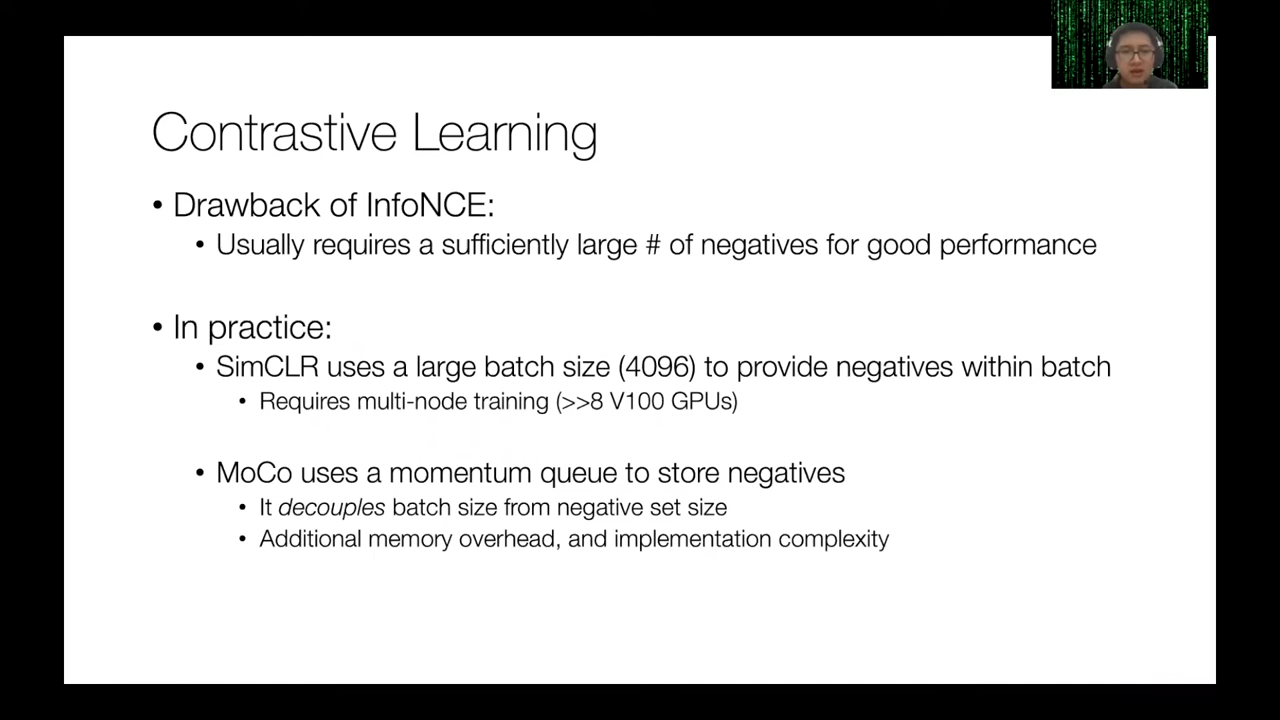 Contrastive Learning
• Drawback of InfoNCE:
• Usually requires a sufficiently large # of negatives for good performance
• In practice:
• SimCLR uses a large batch size (4096) to provide negatives within batch
• Requires multi-node training (>>8 V100 GPUs)
• MoCo uses a momentum queue to store negatives
• It decouples batch size from negative set size
• Additional memory overhead, and implementation complexity